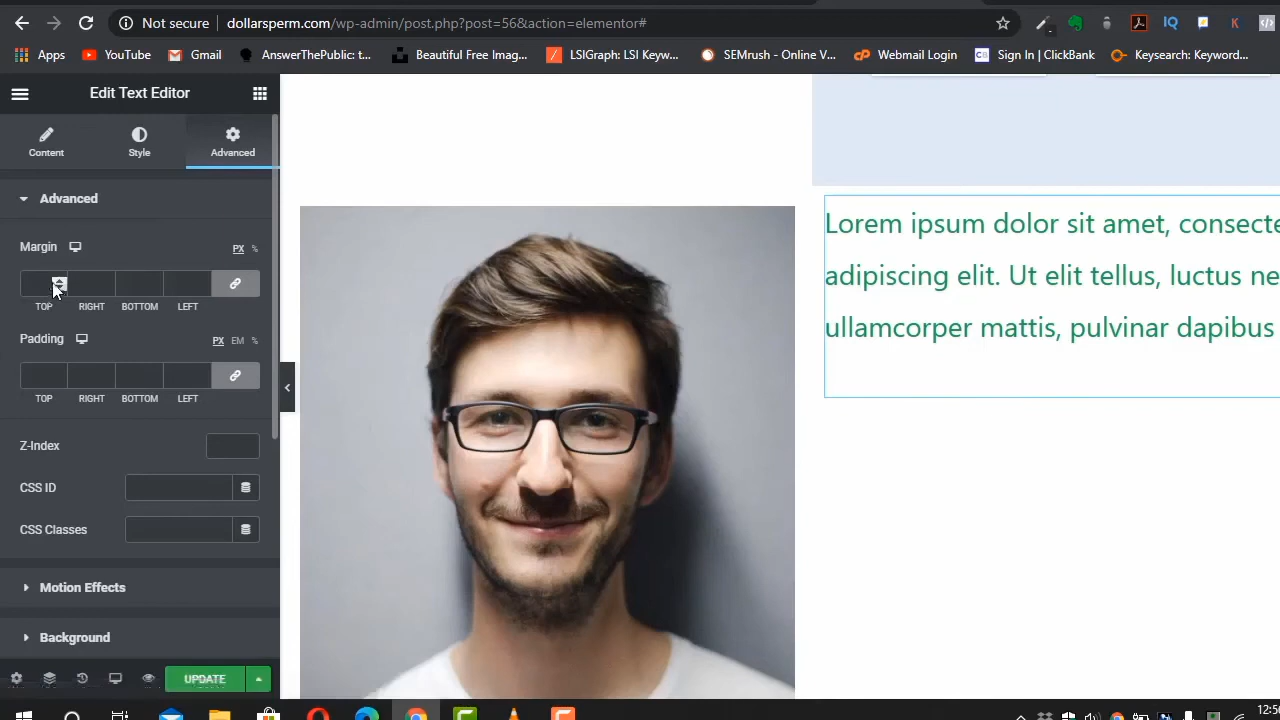 Not secure dollarsperm.com/wp-admin/post.php?post=56&action=elementor#
Apps YouTube Gmail AnswerThePublic: t... Beautiful Free Imag... LSIGraph: LSI Keyw... SEMrush - Online V... Webmail Login Sign In | ClickBank Keysearch: Keyword...
Edit Text Editor
Content Style Advanced
Advanced
Margin PX %
TOP RIGHT BOTTOM LEFT
Padding PX EM %
TOP RIGHT BOTTOM LEFT
Z-Index
CSS ID
CSS Classes
Motion Effects
Background
UPDATE
Lorem ipsum dolor sit amet, consecte
adipiscing elit. Ut elit tellus, luctus ne
ullamcorper mattis, pulvinar dapibus